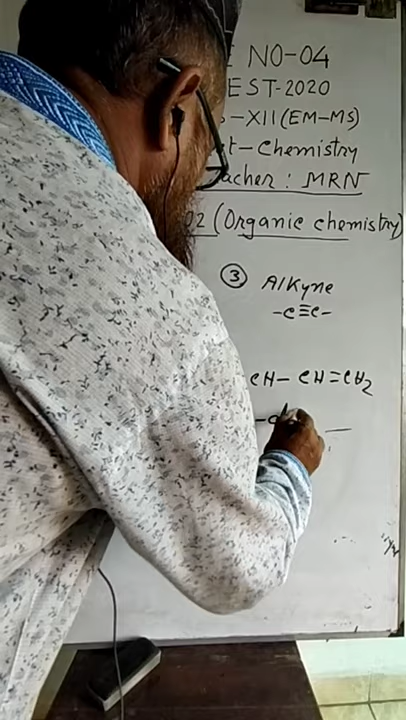 NO-04
EST-2020
-XII (EM-MS)
t-Chemistry
acher: MRN
02 (Organic chemistry)
③ Alkyne
-C≡C-
CH-CH=CH2